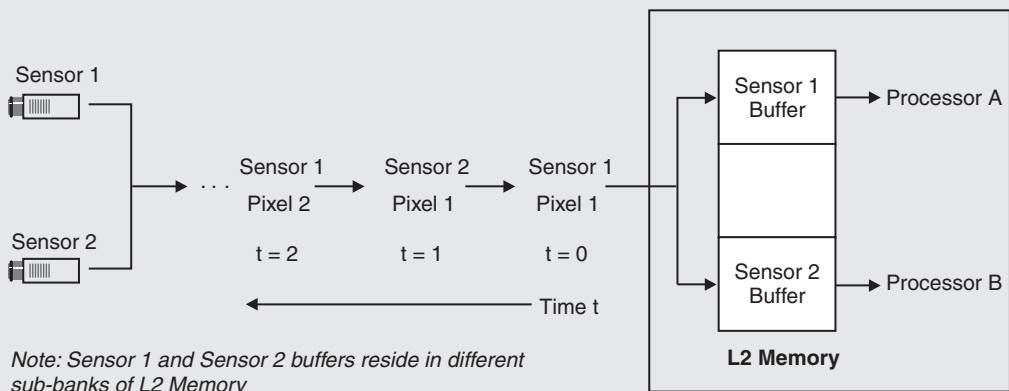 Sensor 1
Sensor 2
. . .
Sensor 1
Pixel 2
t = 2
Sensor 2
Pixel 1
t = 1
Sensor 1
Pixel 1
t = 0
Time t
Sensor 1
Buffer
Processor A
Sensor 2
Buffer
Processor B
L2 Memory
Note: Sensor 1 and Sensor 2 buffers reside in different
sub-banks of L2 Memory